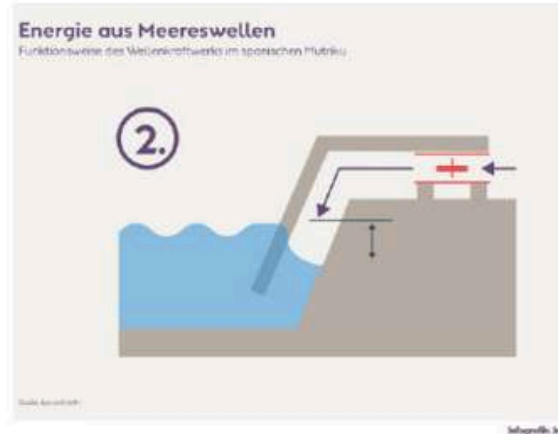 Energie aus Meereswellen
Funktionsweise des Wellenkraftwerks im spanischen Mutriku
2.